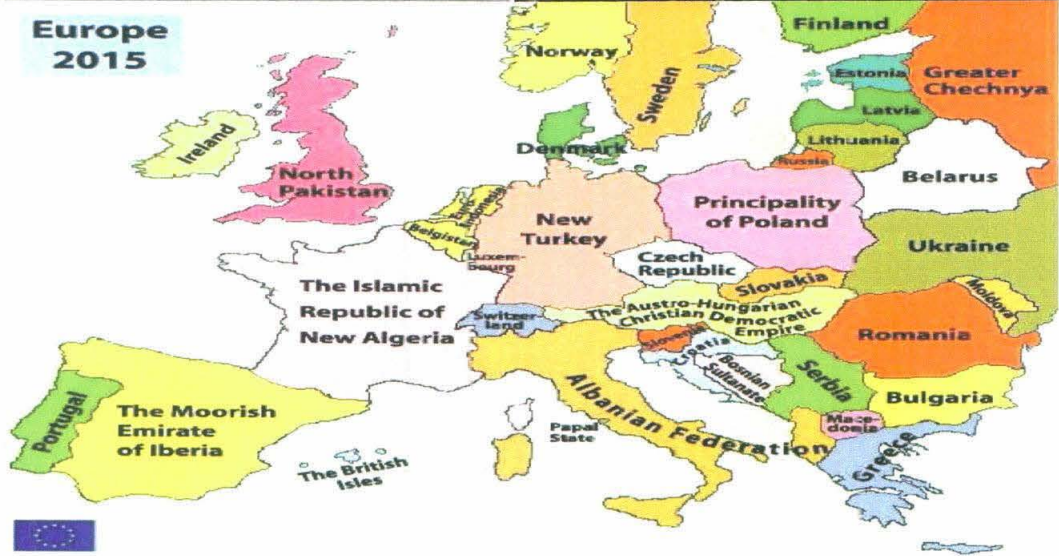 Europe
2015
Norway
Sweden
Finland
Estonia
Greater
Chechnya
Latvia
Lithuania
Russia
Denmark
Ireland
North
Pakistan
Belarus
Principality
of Poland
New
Turkey
Belgistan
Luxem-
bourg
Ukraine
Czech
Republic
Slovakia
Moldova
The Islamic
Republic of
New Algeria
Switzer
land
The Austro-Hungarian
Christian Democratic
Empire
Slovenia
Croatia
Bosnian
Sultanate
Romania
Serbia
Bulgaria
Mace-
donia
Greece
Albanian Federation
Papal
State
Portugal
The Moorish
Emirate
of Iberia
The British
Isles